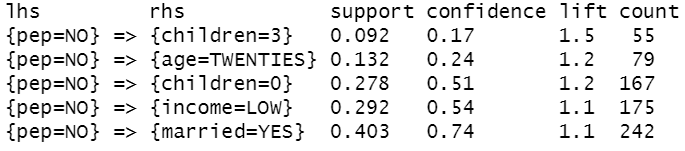 lhs rhs support confidence lift count
{pep=NO} => {children=3} 0.092 0.17 1.5 55
{pep=NO} => {age=TWENTIES} 0.132 0.24 1.2 79
{pep=NO} => {children=0} 0.278 0.51 1.2 167
{pep=NO} => {income=LOW} 0.292 0.54 1.1 175
{pep=NO} => {married=YES} 0.403 0.74 1.1 242